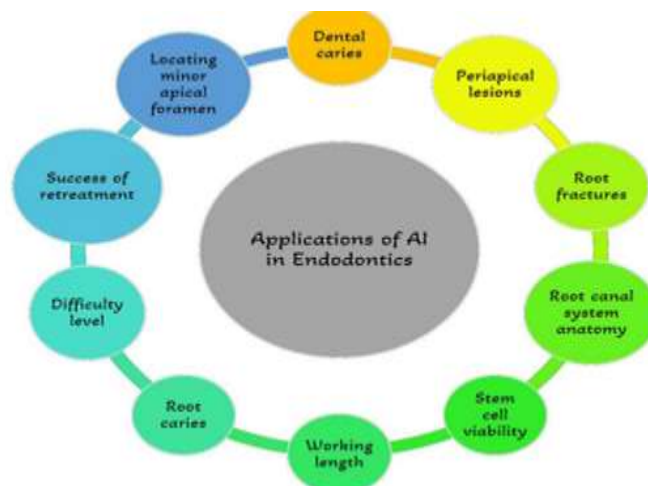 Dental
caries
Periapical
lesions
Root
fractures
Root canal
system
anatomy
Stem
cell
viability
Working
length
Root
caries
Difficulty
level
Success of
retreatment
Locating
minor
apical
foramen
Applications of AI
in Endodontics